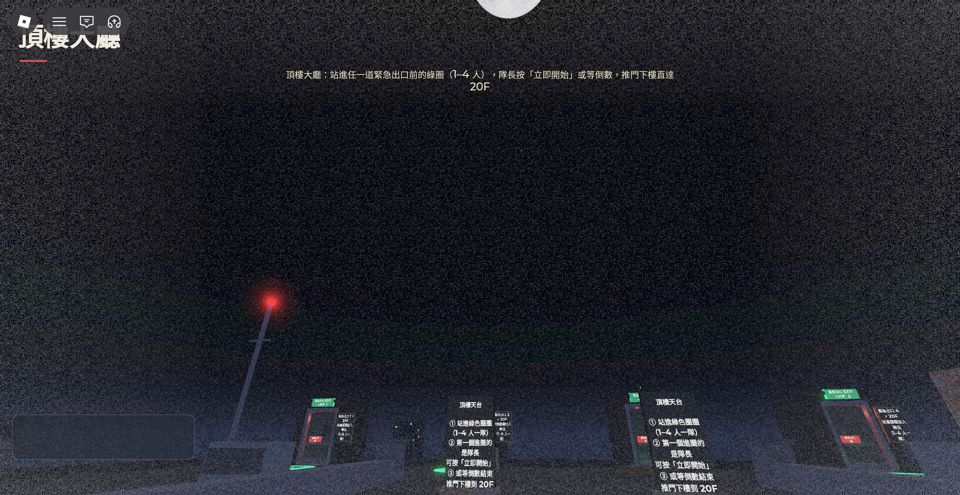 頂樓大廳
頂樓大廳：站進任一道緊急出口前的綠圈（1–4 人），隊長按「立即開始」或等倒數，推門下樓直達
20F
頂樓天台
① 站進綠色圈圈
（1–4 人一隊）
② 第一個進圈的
是隊長
可按「立即開始」
③ 或等倒數結束
推門下樓到 20F
頂樓天台
① 站進綠色圈圈
（1–4 人一隊）
② 第一個進圈的
是隊長
可按「立即開始」
③ 或等倒數結束
推門下樓到 20F